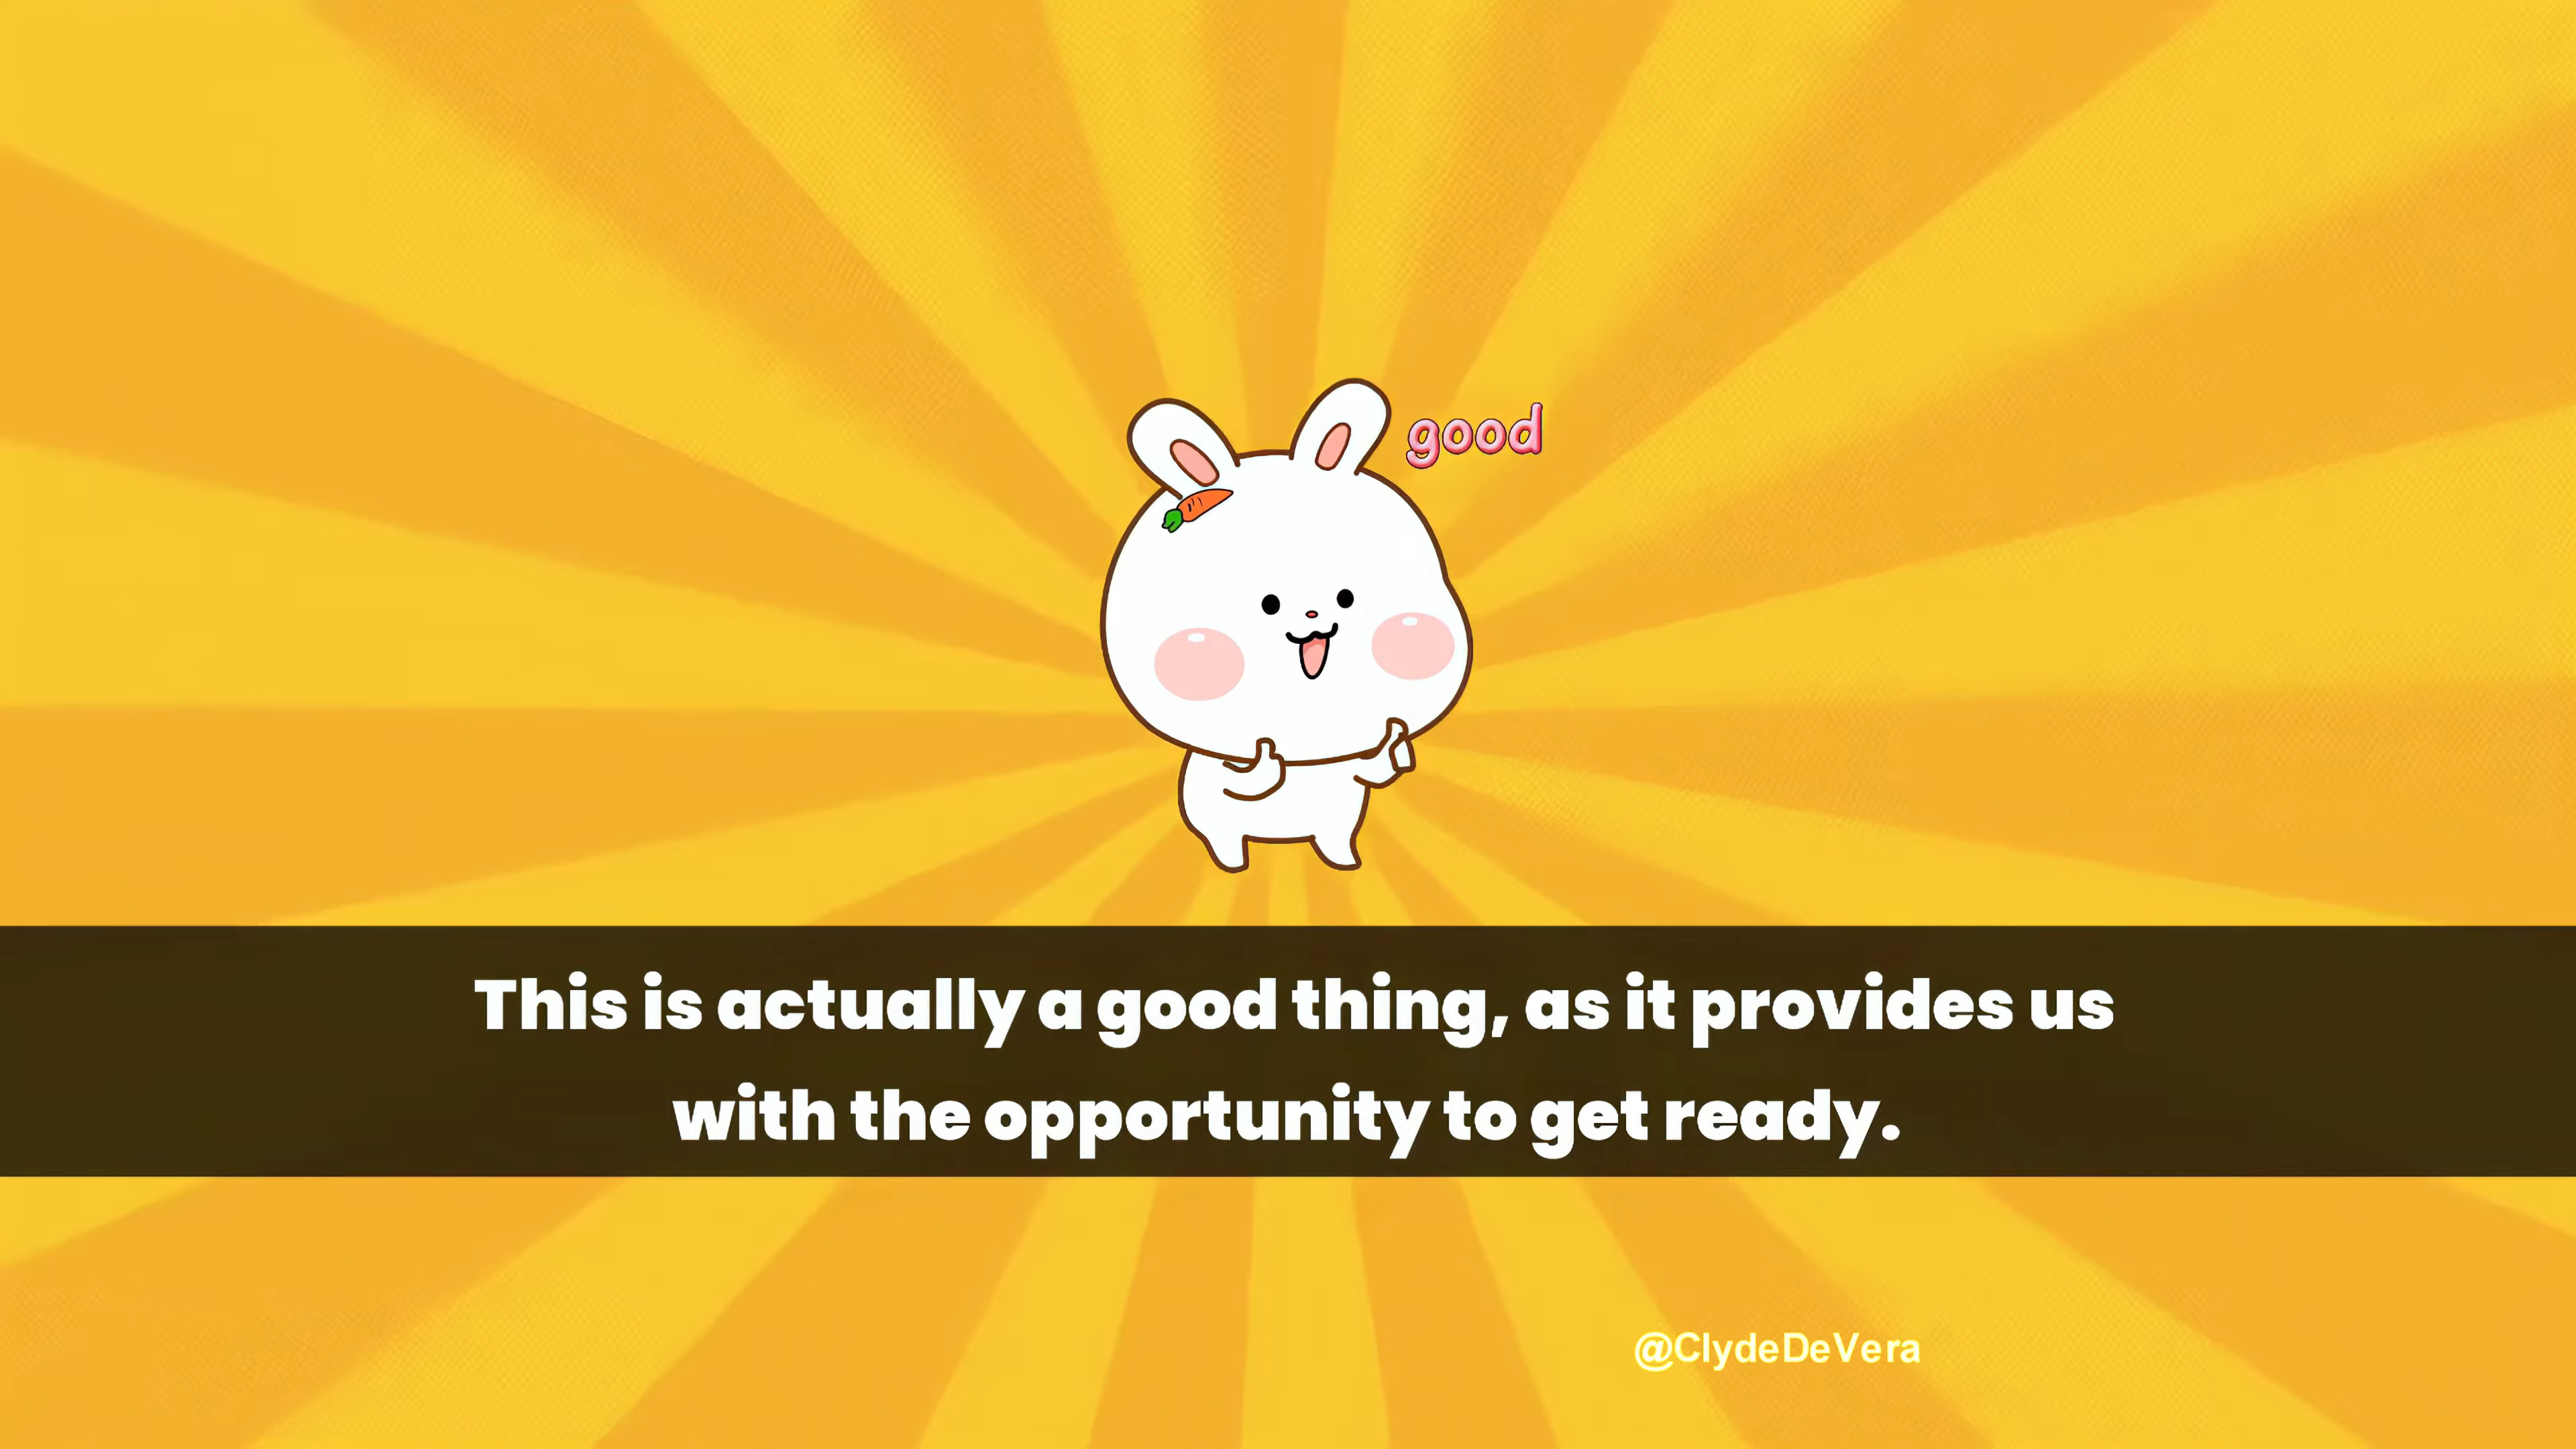 good
This is actually a good thing, as it provides us
with the opportunity to get ready.
@ClydeDeVera